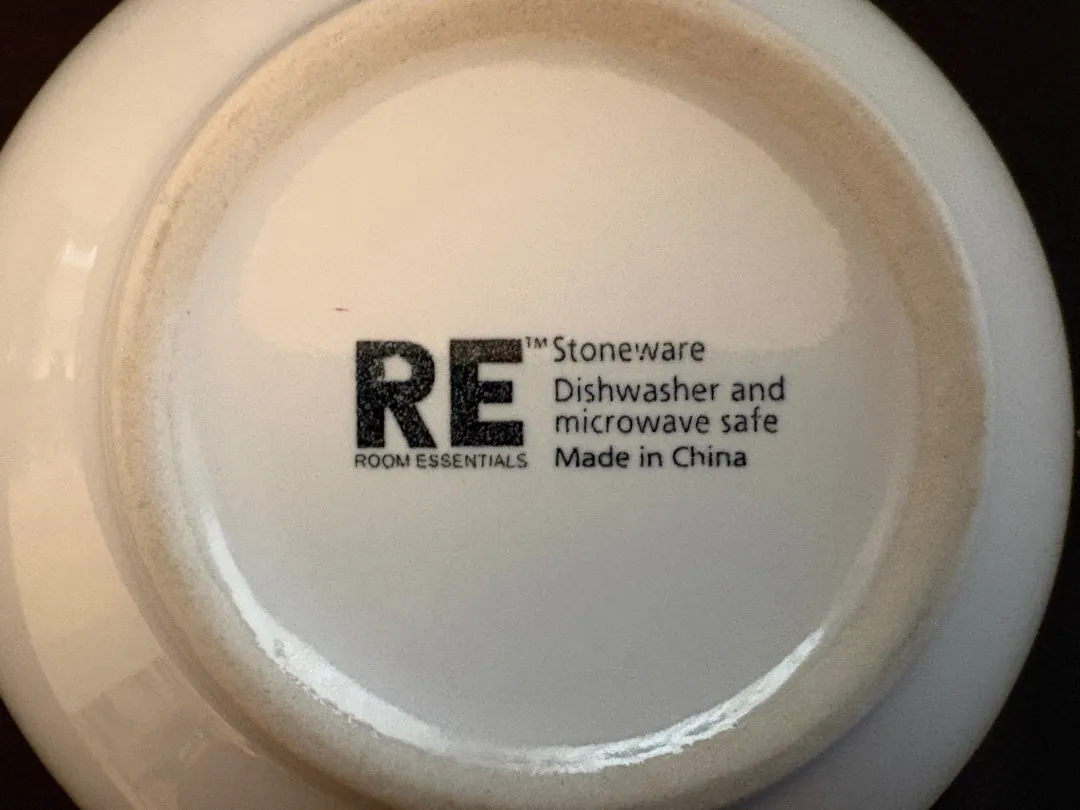 RE™
ROOM ESSENTIALS
Stoneware
Dishwasher and
microwave safe
Made in China